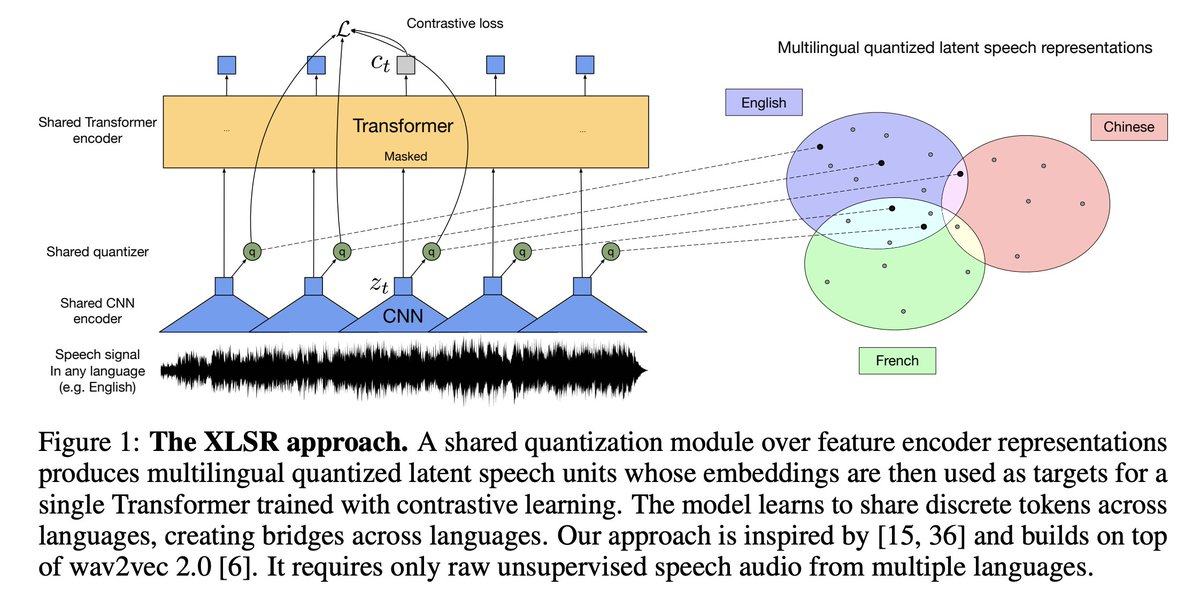 Contrastive loss
ℒ
Multilingual quantized latent speech representations
c_t
English
Chinese
Shared Transformer
encoder
...
Transformer
...
Masked
Shared quantizer
q
q
q
q
q
z_t
Shared CNN
encoder
CNN
Speech signal
In any language
(e.g. English)
French
Figure 1: The XLSR approach. A shared quantization module over feature encoder representations
produces multilingual quantized latent speech units whose embeddings are then used as targets for a
single Transformer trained with contrastive learning. The model learns to share discrete tokens across
languages, creating bridges across languages. Our approach is inspired by [15, 36] and builds on top
of wav2vec 2.0 [6]. It requires only raw unsupervised speech audio from multiple languages.